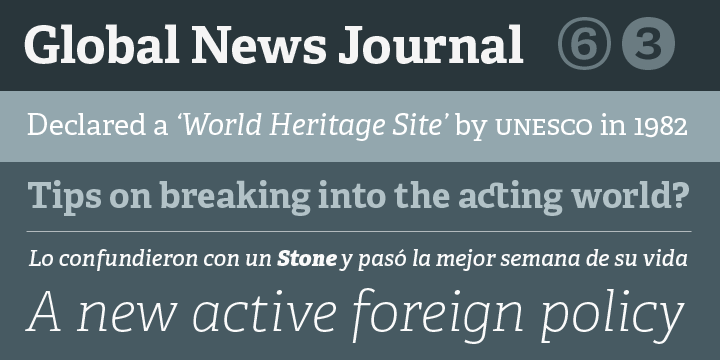 Global News Journal ⑥ ❸
Declared a ‘World Heritage Site’ by UNESCO in 1982
Tips on breaking into the acting world?
Lo confundieron con un Stone y pasó la mejor semana de su vida
A new active foreign policy